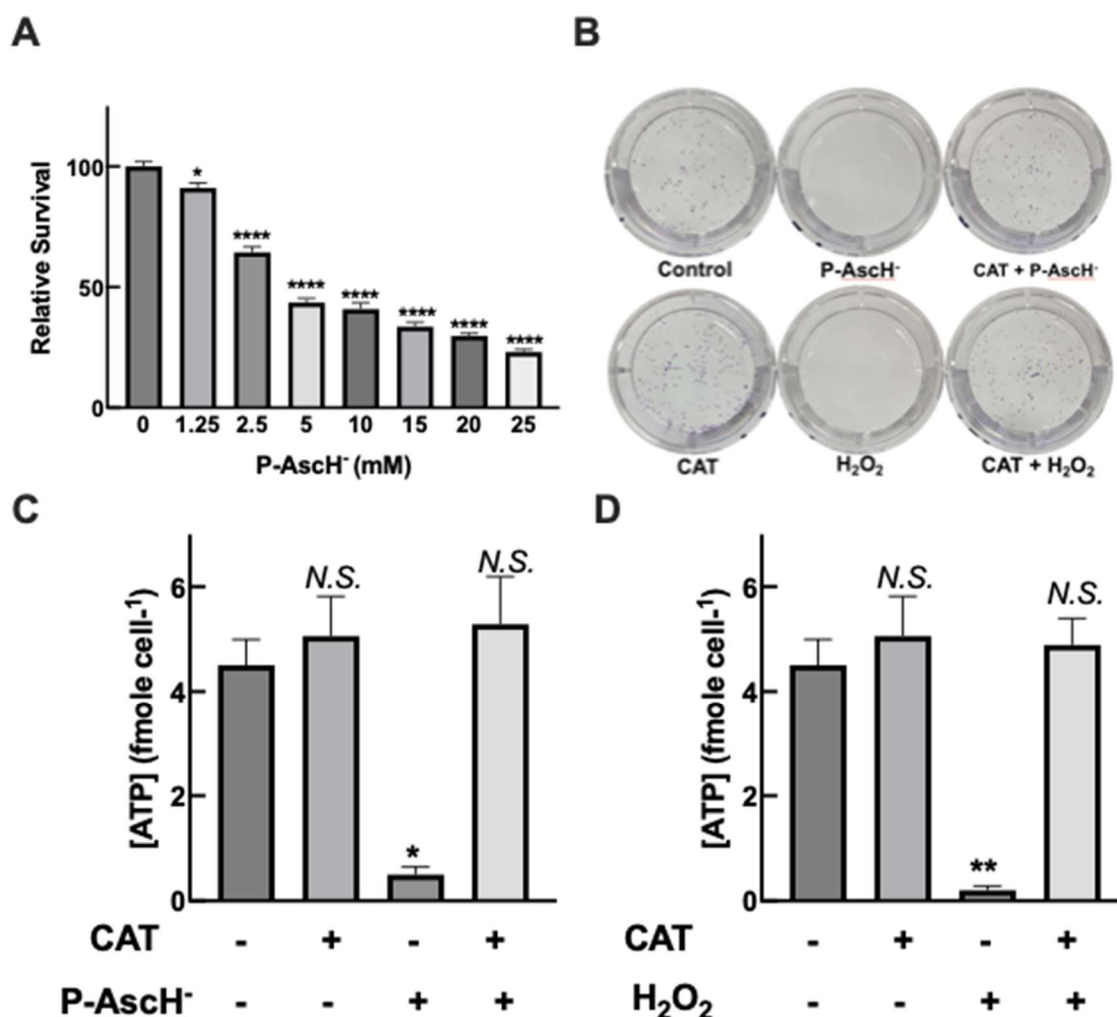 A
Relative Survival
100
50
0
*
****
****
****
****
****
****
0 1.25 2.5 5 10 15 20 25
P-AscH⁻ (mM)
B
Control P-AscH⁻ CAT + P-AscH⁻
CAT H₂O₂ CAT + H₂O₂
C
[ATP] (fmole cell-¹)
6
4
2
0
N.S.
*
N.S.
CAT - + - +
P-AscH⁻ - - + +
D
[ATP] (fmole cell-¹)
6
4
2
0
N.S.
**
N.S.
CAT - + - +
H₂O₂ - - + +